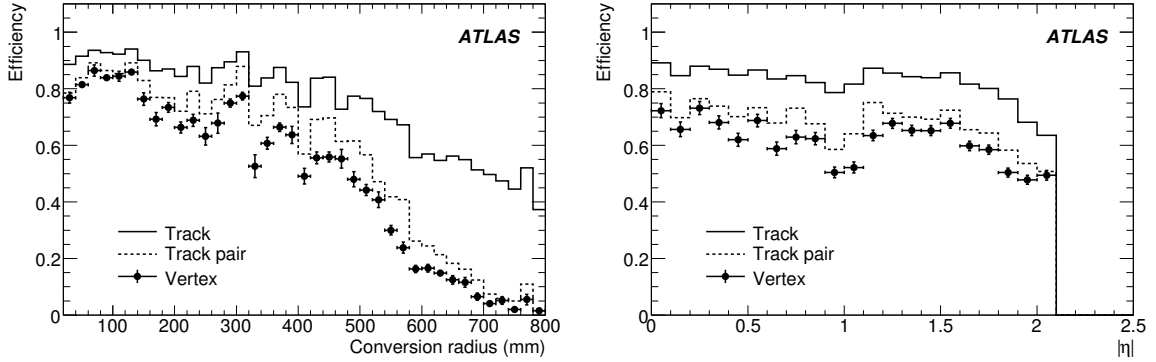 Efficiency
1
0.8
0.6
0.4
0.2
0
ATLAS
Track
Track pair
Vertex
100 200 300 400 500 600 700 800
Conversion radius (mm)
Efficiency
1
0.8
0.6
0.4
0.2
0
ATLAS
Track
Track pair
Vertex
0 0.5 1 1.5 2 2.5
|η|